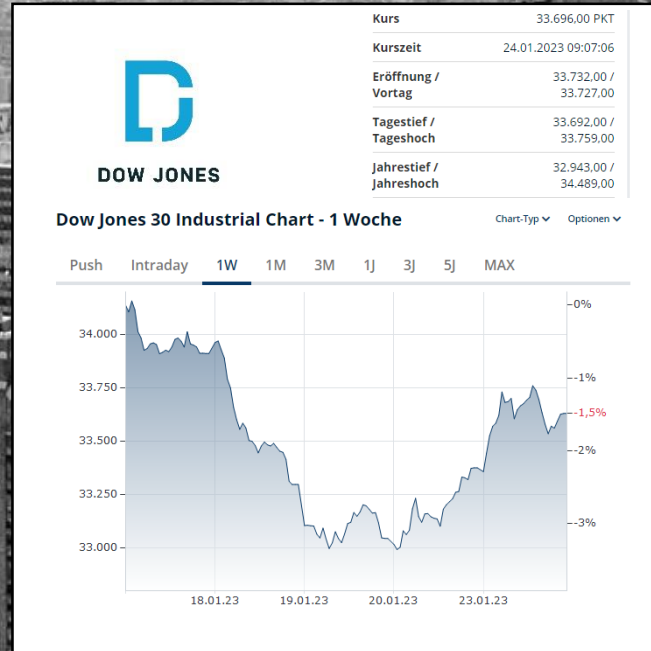 Kurs 33.696,00 PKT
Kurszeit 24.01.2023 09:07:06
Eröffnung / 33.732,00 /
Vortag 33.727,00
Tagestief / 33.692,00 /
Tageshoch 33.759,00
Jahrestief / 32.943,00 /
Jahreshoch 34.489,00
DOW JONES
Dow Jones 30 Industrial Chart - 1 Woche Chart-Typ Optionen
Push Intraday 1W 1M 3M 1J 3J 5J MAX
0%
34.000
-1%
33.750
-1,5%
33.500
-2%
33.250
-3%
33.000
18.01.23 19.01.23 20.01.23 23.01.23